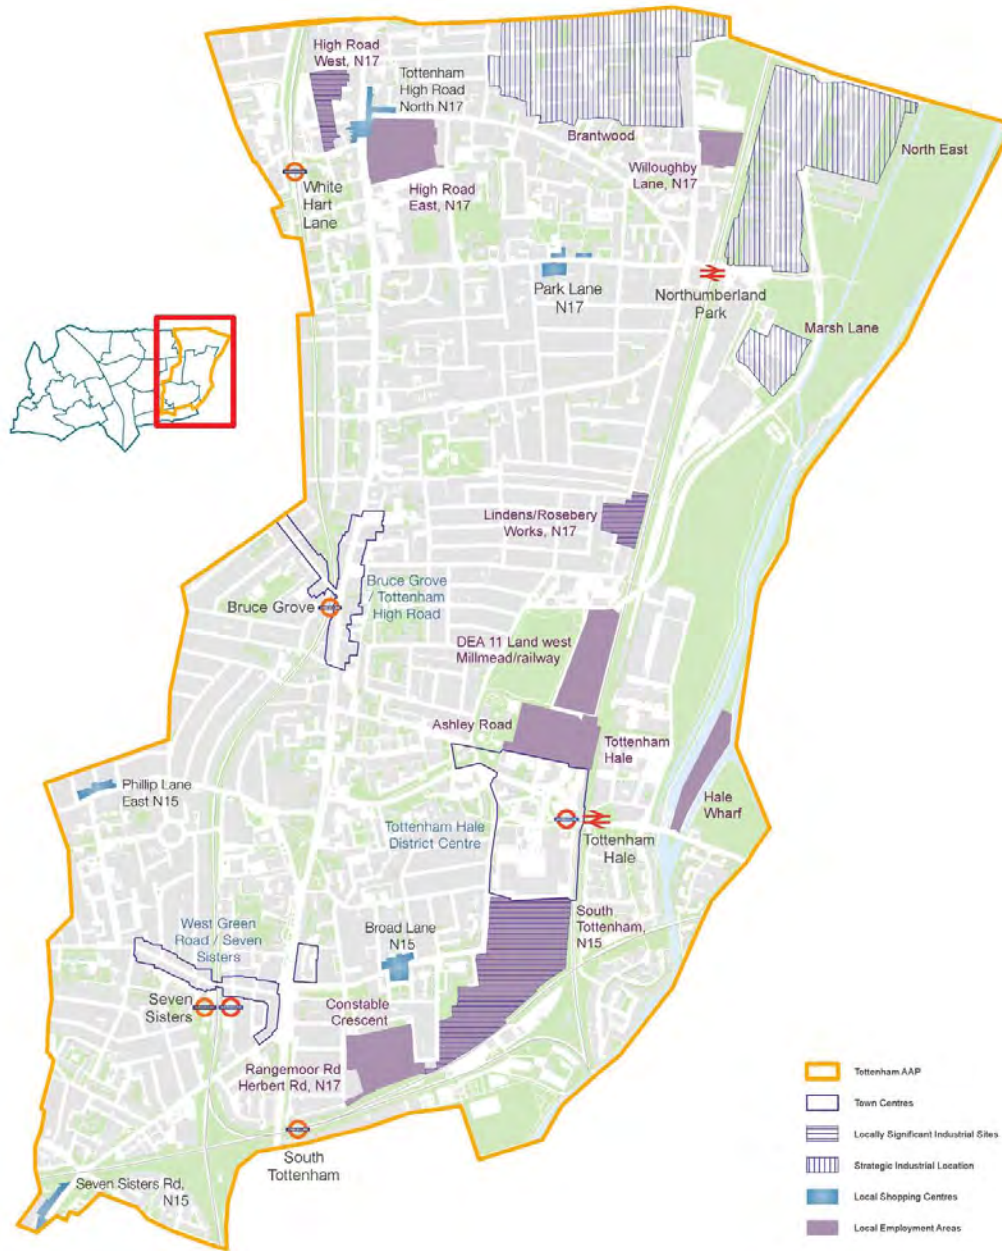 High Road
West, N17
Tottenham
High Road
North N17
Brantwood
North East
Willoughby
Lane, N17
White
Hart
Lane
High Road
East, N17
Park Lane
N17
Northumberland
Park
Marsh Lane
Lindens/Rosebery
Works, N17
Bruce Grove
Bruce Grove
/ Tottenham
High Road
DEA 11 Land west
Millmead/railway
Ashley Road
Tottenham
Hale
Phillip Lane
East N15
Hale
Wharf
Tottenham Hale
District Centre
Tottenham
Hale
West Green
Road / Seven
Sisters
Broad Lane
N15
South
Tottenham,
N15
Seven
Sisters
Constable
Crescent
Rangemoor Rd
Herbert Rd, N17
South
Tottenham
Seven Sisters Rd,
N15
Tottenham AAP
Town Centres
Locally Significant Industrial Sites
Strategic Industrial Location
Local Shopping Centres
Local Employment Areas